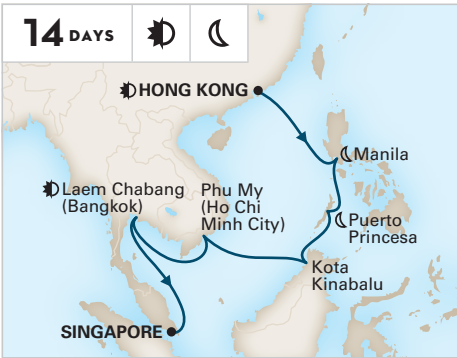 14 DAYS
HONG KONG
Manila
Laem Chabang
(Bangkok)
Phu My
(Ho Chi
Minh City)
Puerto
Princesa
Kota
Kinabalu
SINGAPORE